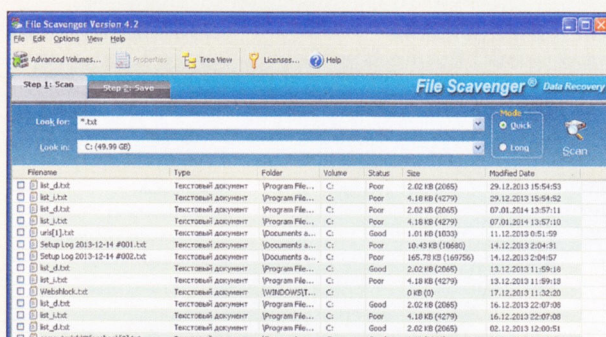 File Scavenger Version 4.2
File Edit Options View Help
Advanced Volumes... Properties Tree View Licenses... Help
Step 1: Scan Step 2: Save File Scavenger® Data Recovery
Mode
Look for: *.txt Quick
Look in: C: (49.99 GB) Long Scan
Filename Type Folder Volume Status Size Modified Date
list_d.txt Текстовый документ \Program File... C: Poor 2.02 KB (2065) 29.12.2013 15:54:53
list_i.txt Текстовый документ \Program File... C: Poor 4.18 KB (4279) 29.12.2013 15:54:52
list_d.txt Текстовый документ \Program File... C: Poor 2.02 KB (2065) 07.01.2014 13:57:11
list_i.txt Текстовый документ \Program File... C: Poor 4.18 KB (4279) 07.01.2014 13:57:10
uris[1].txt Текстовый документ \Documents a... C: Good 1.01 KB (1033) 11.12.2013 0:51:59
Setup Log 2013-12-14 #001.txt Текстовый документ \Documents a... C: Poor 10.43 KB (10680) 14.12.2013 2:04:31
Setup Log 2013-12-14 #002.txt Текстовый документ \Documents a... C: Poor 165.78 KB (169756) 14.12.2013 2:04:57
list_d.txt Текстовый документ \Program File... C: Good 2.02 KB (2065) 13.12.2013 11:59:18
list_i.txt Текстовый документ \Program File... C: Poor 4.18 KB (4279) 13.12.2013 11:59:18
Текстовый документ \WINDOWS\T... C: 0 KB (0) 17.12.2013 11:32:20
list_d.txt Текстовый документ \Program File... C: Good 2.02 KB (2065) 16.12.2013 22:07:08
list_i.txt Текстовый документ \Program File... C: Poor 4.18 KB (4279) 16.12.2013 22:07:08
list_d.txt Текстовый документ \Program File... C: Good 2.02 KB (2065) 02.12.2013 12:00:51